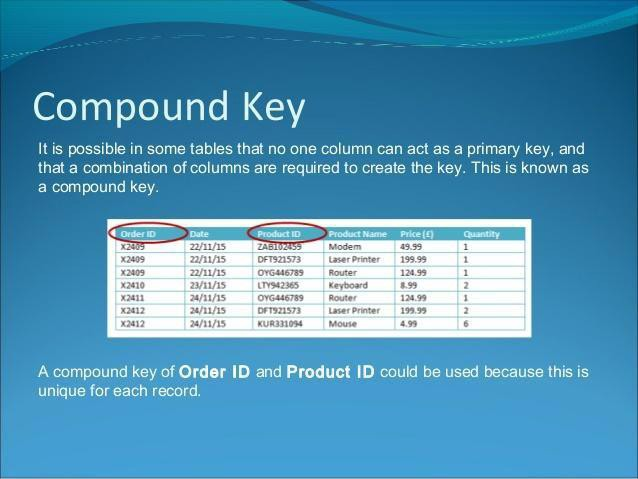 Compound Key
It is possible in some tables that no one column can act as a primary key, and
that a combination of columns are required to create the key. This is known as
a compound key.
Order ID Date Product ID Product Name Price (£) Quantity
X2409 22/11/15 ZAB102459 Modem 49.99 1
X2409 22/11/15 DFT921573 Laser Printer 199.99 1
X2409 22/11/15 OYG446789 Router 124.99 1
X2410 23/11/15 LTY942365 Keyboard 8.99 2
X2411 24/11/15 OYG446789 Router 124.99 1
X2412 24/11/15 DFT921573 Laser Printer 199.99 2
X2412 24/11/15 KUR331094 Mouse 4.99 6
A compound key of Order ID and Product ID could be used because this is
unique for each record.